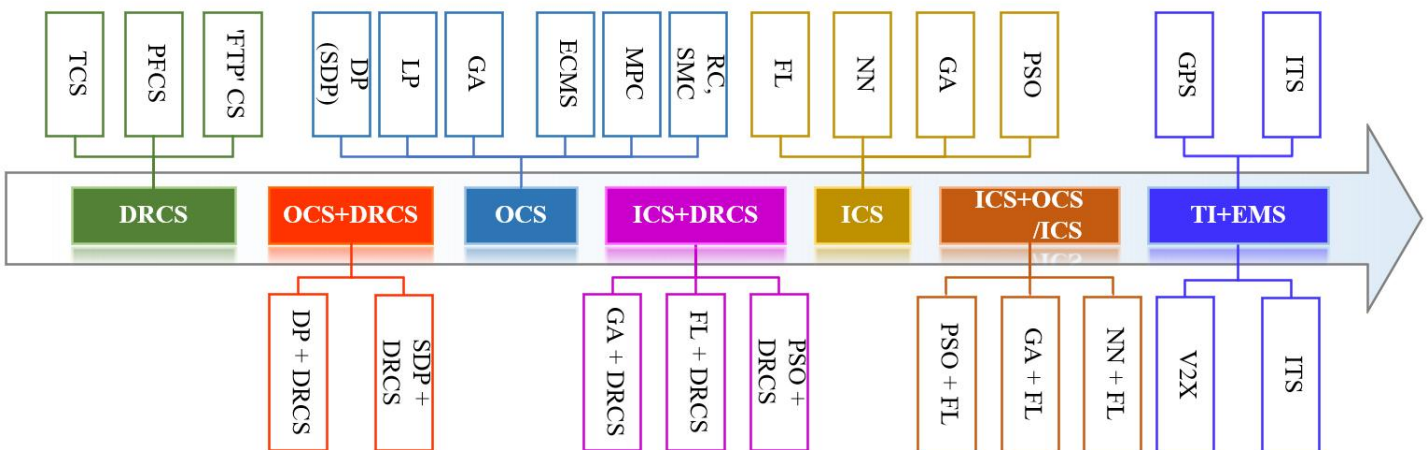 TCS
PFCS
'FTP' CS
DP
(SDP)
LP
GA
ECMS
MPC
RC,
SMC
FL
NN
GA
PSO
GPS
ITS
DRCS
OCS+DRCS
OCS
ICS+DRCS
ICS
ICS+OCS
/ICS
TI+EMS
DP + DRCS
SDP +
DRCS
GA + DRCS
FL + DRCS
PSO +
DRCS
PSO + FL
GA + FL
NN + FL
V2X
ITS